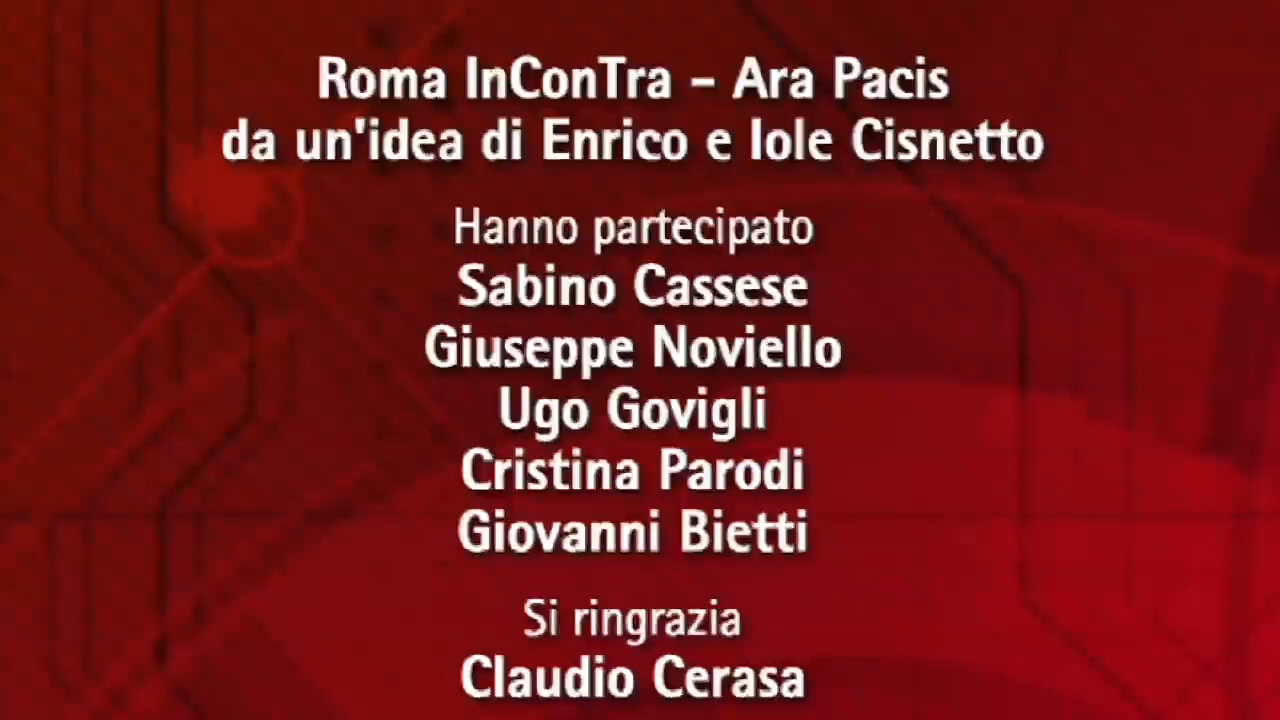 Roma InConTra - Ara Pacis
da un'idea di Enrico e Iole Cisnetto
Hanno partecipato
Sabino Cassese
Giuseppe Noviello
Ugo Govigli
Cristina Parodi
Giovanni Bietti
Si ringrazia
Claudio Cerasa